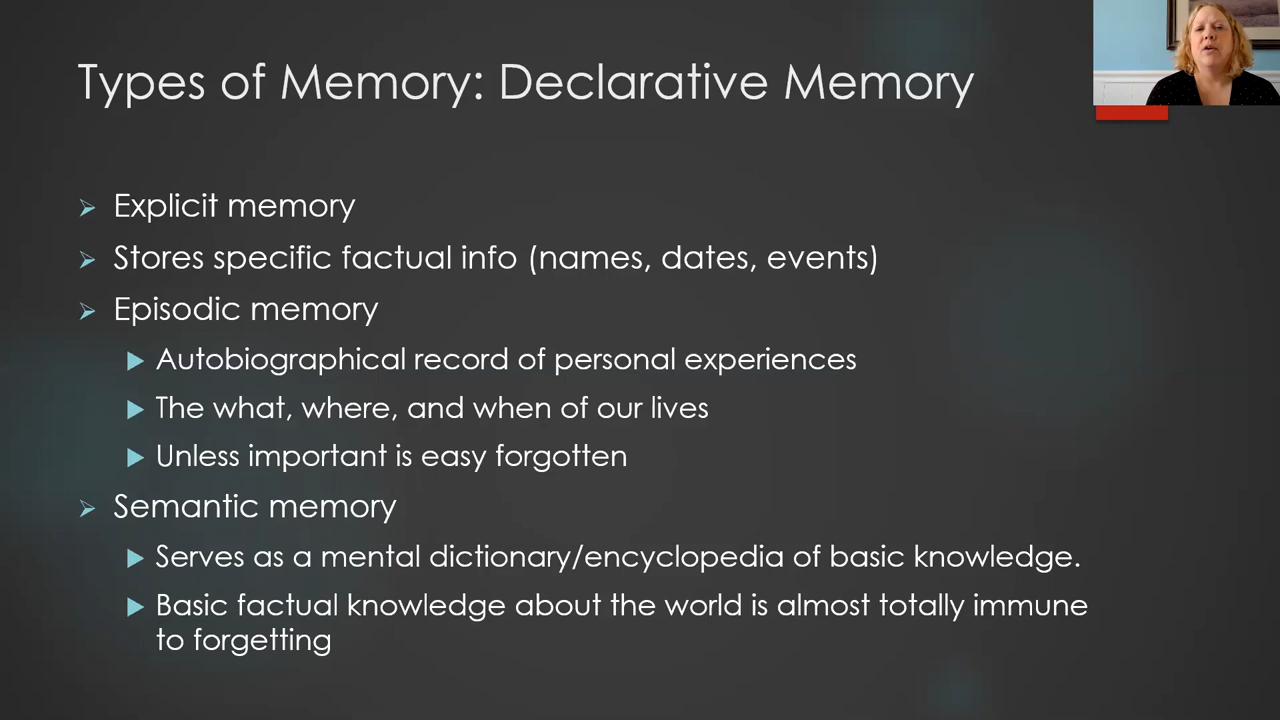 Types of Memory: Declarative Memory
Explicit memory
Stores specific factual info (names, dates, events)
Episodic memory
Autobiographical record of personal experiences
The what, where, and when of our lives
Unless important is easy forgotten
Semantic memory
Serves as a mental dictionary/encyclopedia of basic knowledge.
Basic factual knowledge about the world is almost totally immune
to forgetting